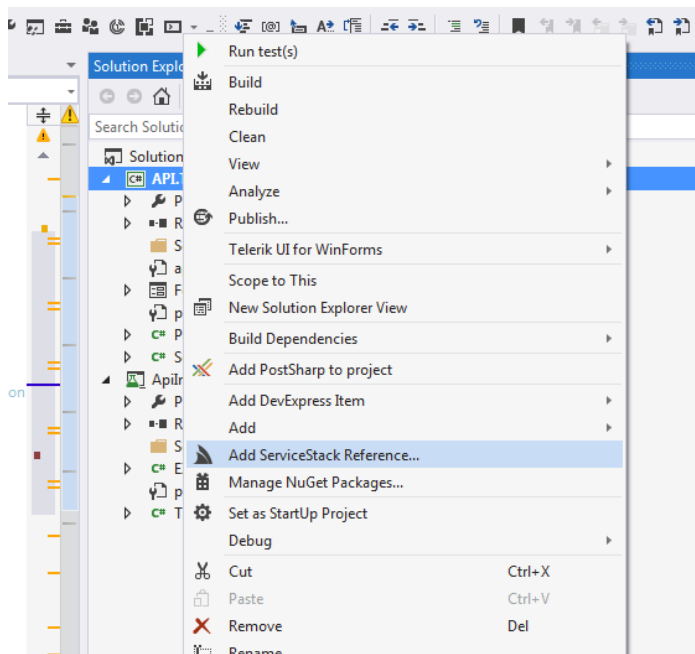 Solution Explo
Run test(s)
Build
Rebuild
Search Solutio
Clean
Solution
View
Analyze
Publish...
Telerik UI for WinForms
Scope to This
New Solution Explorer View
Build Dependencies
Add PostSharp to project
Add DevExpress Item
on
Add
Add ServiceStack Reference...
Manage NuGet Packages...
Set as StartUp Project
Debug
Cut Ctrl+X
Paste Ctrl+V
Remove Del
Rename